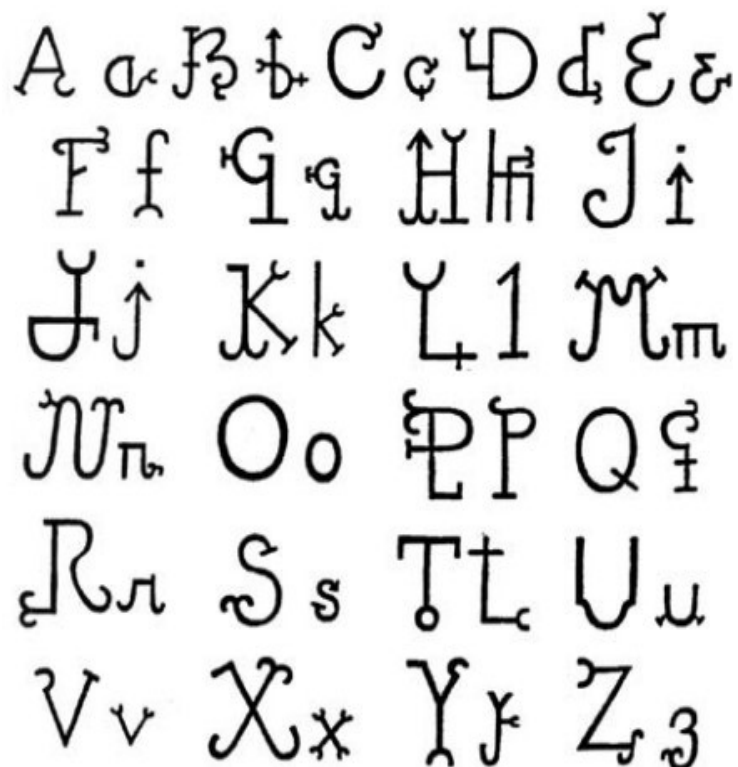 A a B b C c D d E e
F f G g H h I i
J j K k L l M m
N n O o P p Q q
R r S s T t U u
V v X x Y y Z z